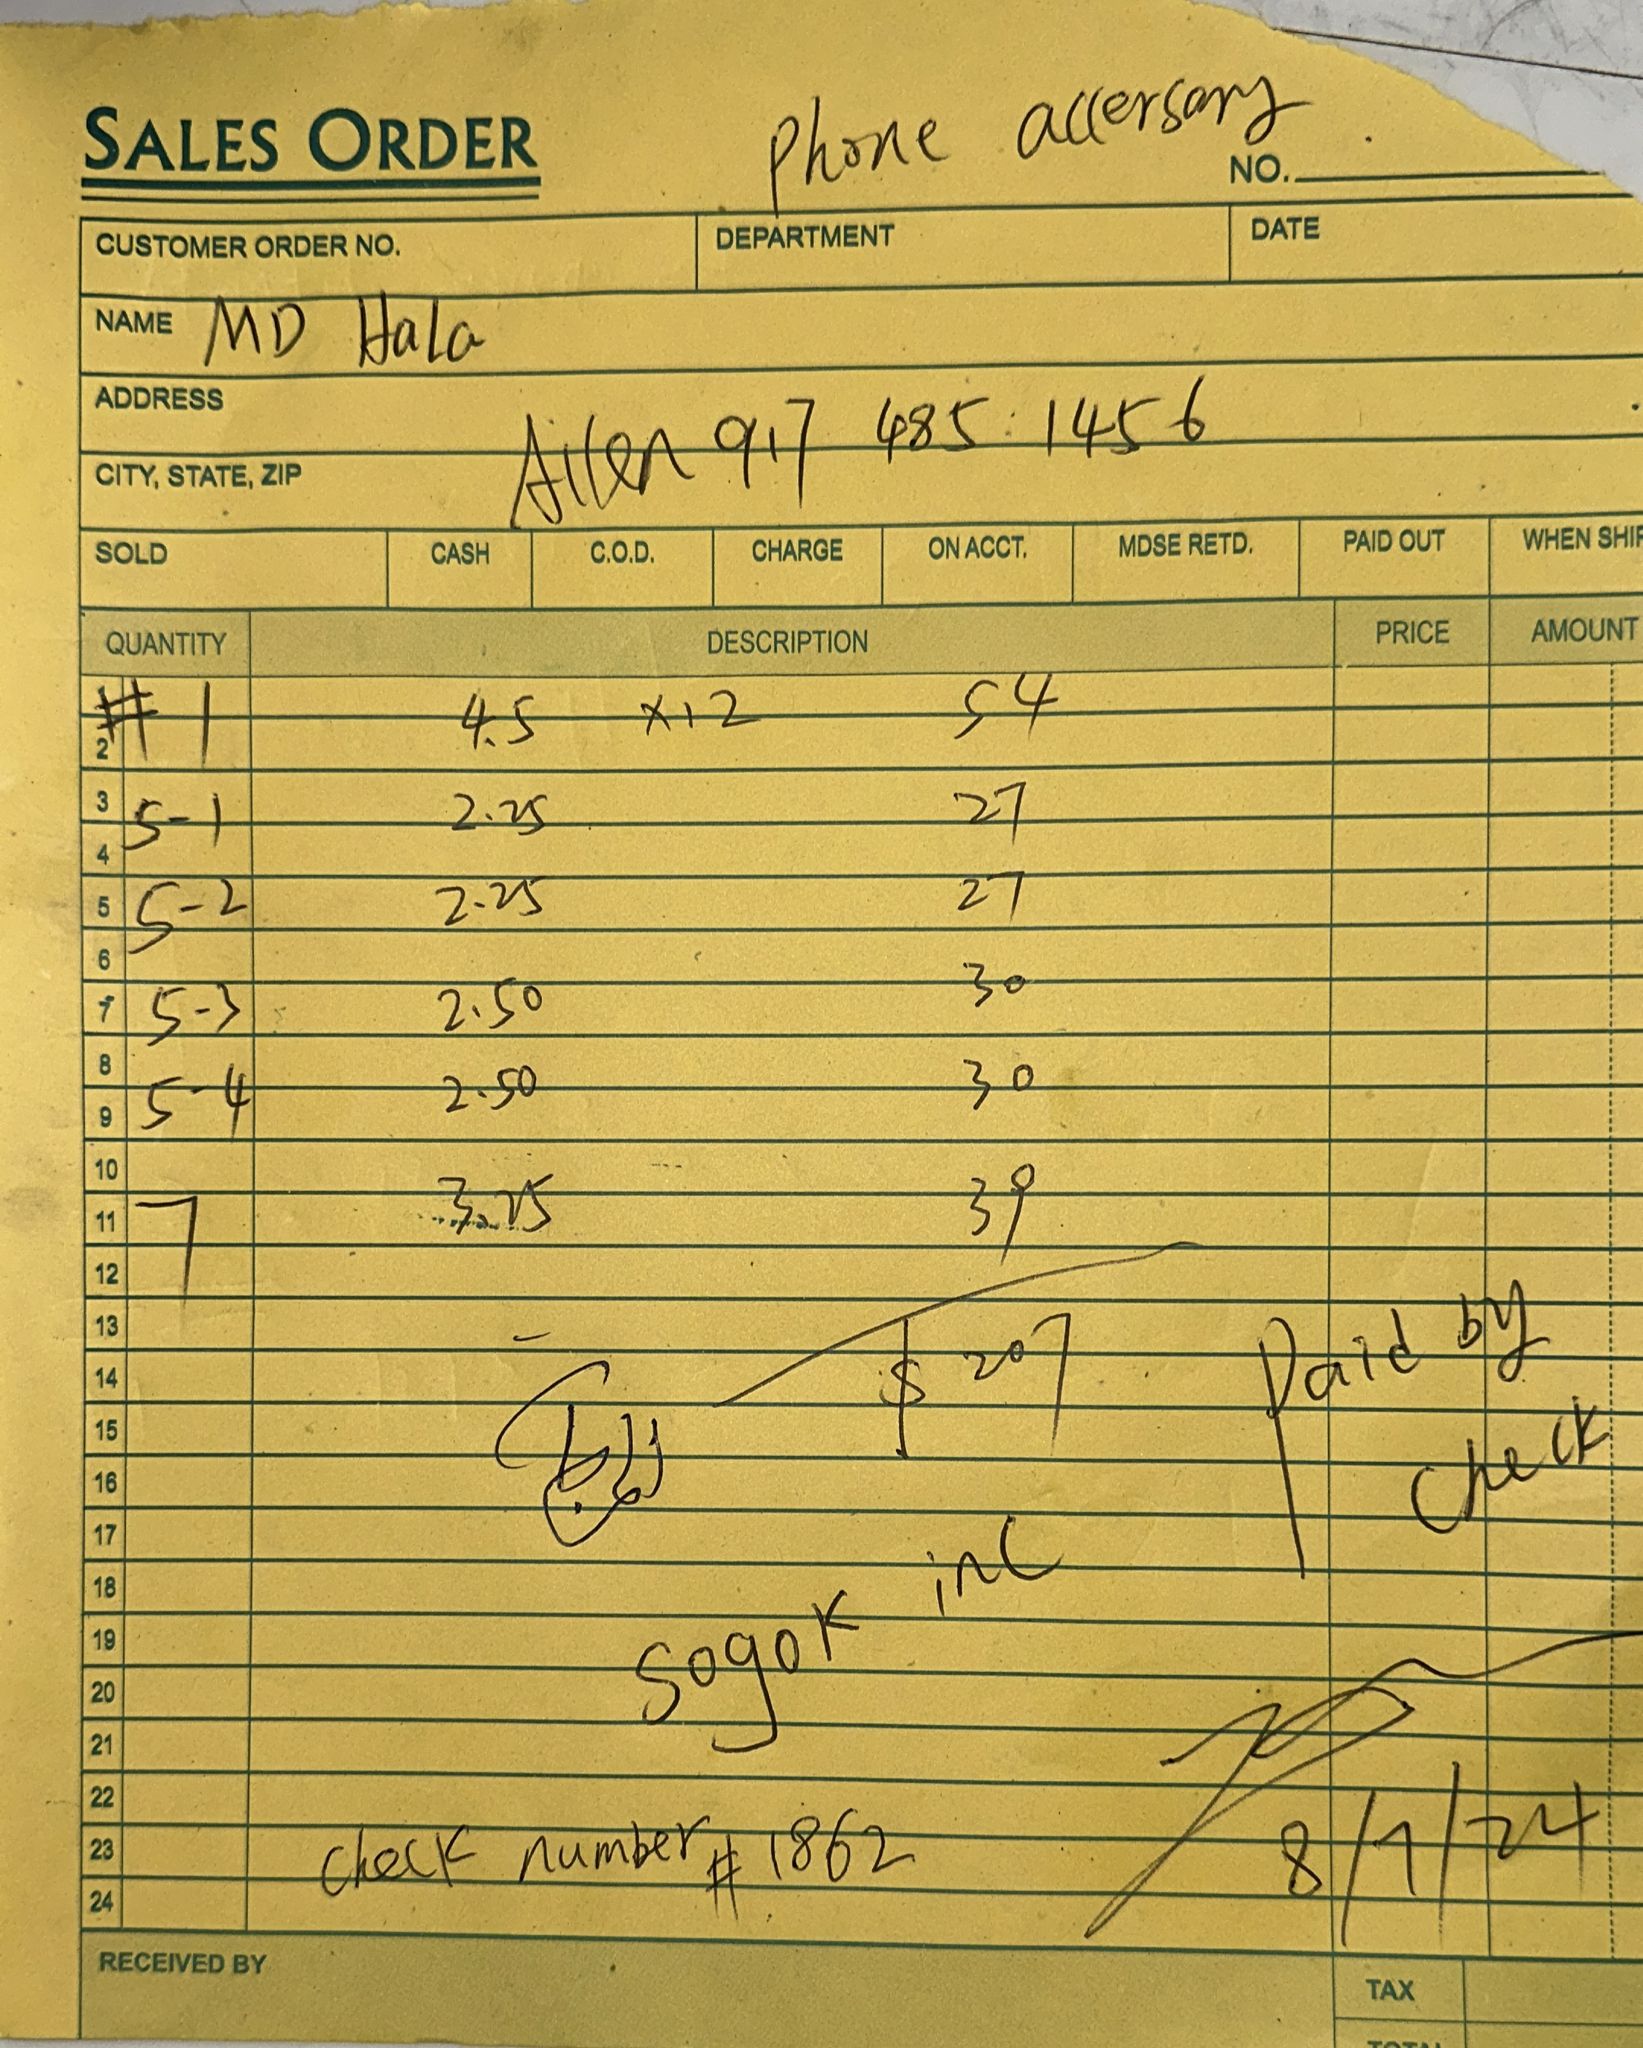 phone accersary
SALES ORDER
NO.
CUSTOMER ORDER NO. DEPARTMENT DATE
NAME MD Hala
ADDRESS
Aillen 917 485 1456
CITY, STATE, ZIP
SOLD CASH C.O.D. CHARGE ON ACCT. MDSE RETD. PAID OUT WHEN SHIP
QUANTITY DESCRIPTION PRICE AMOUNT
# 1 4.5 x12 54
2
3 5-1 2.25 27
4
5 5-2 2.25 27
6
7 5-3 2.50 30
8
9 5-4 2.50 30
10
11 7 3.25 39
12
13
14 $ 207 Paid by
15 check
16
17
18 inc
19 sogok
20
21
22
23 check number # 1862 8/7/24
24
RECEIVED BY
TAX
TOTAL